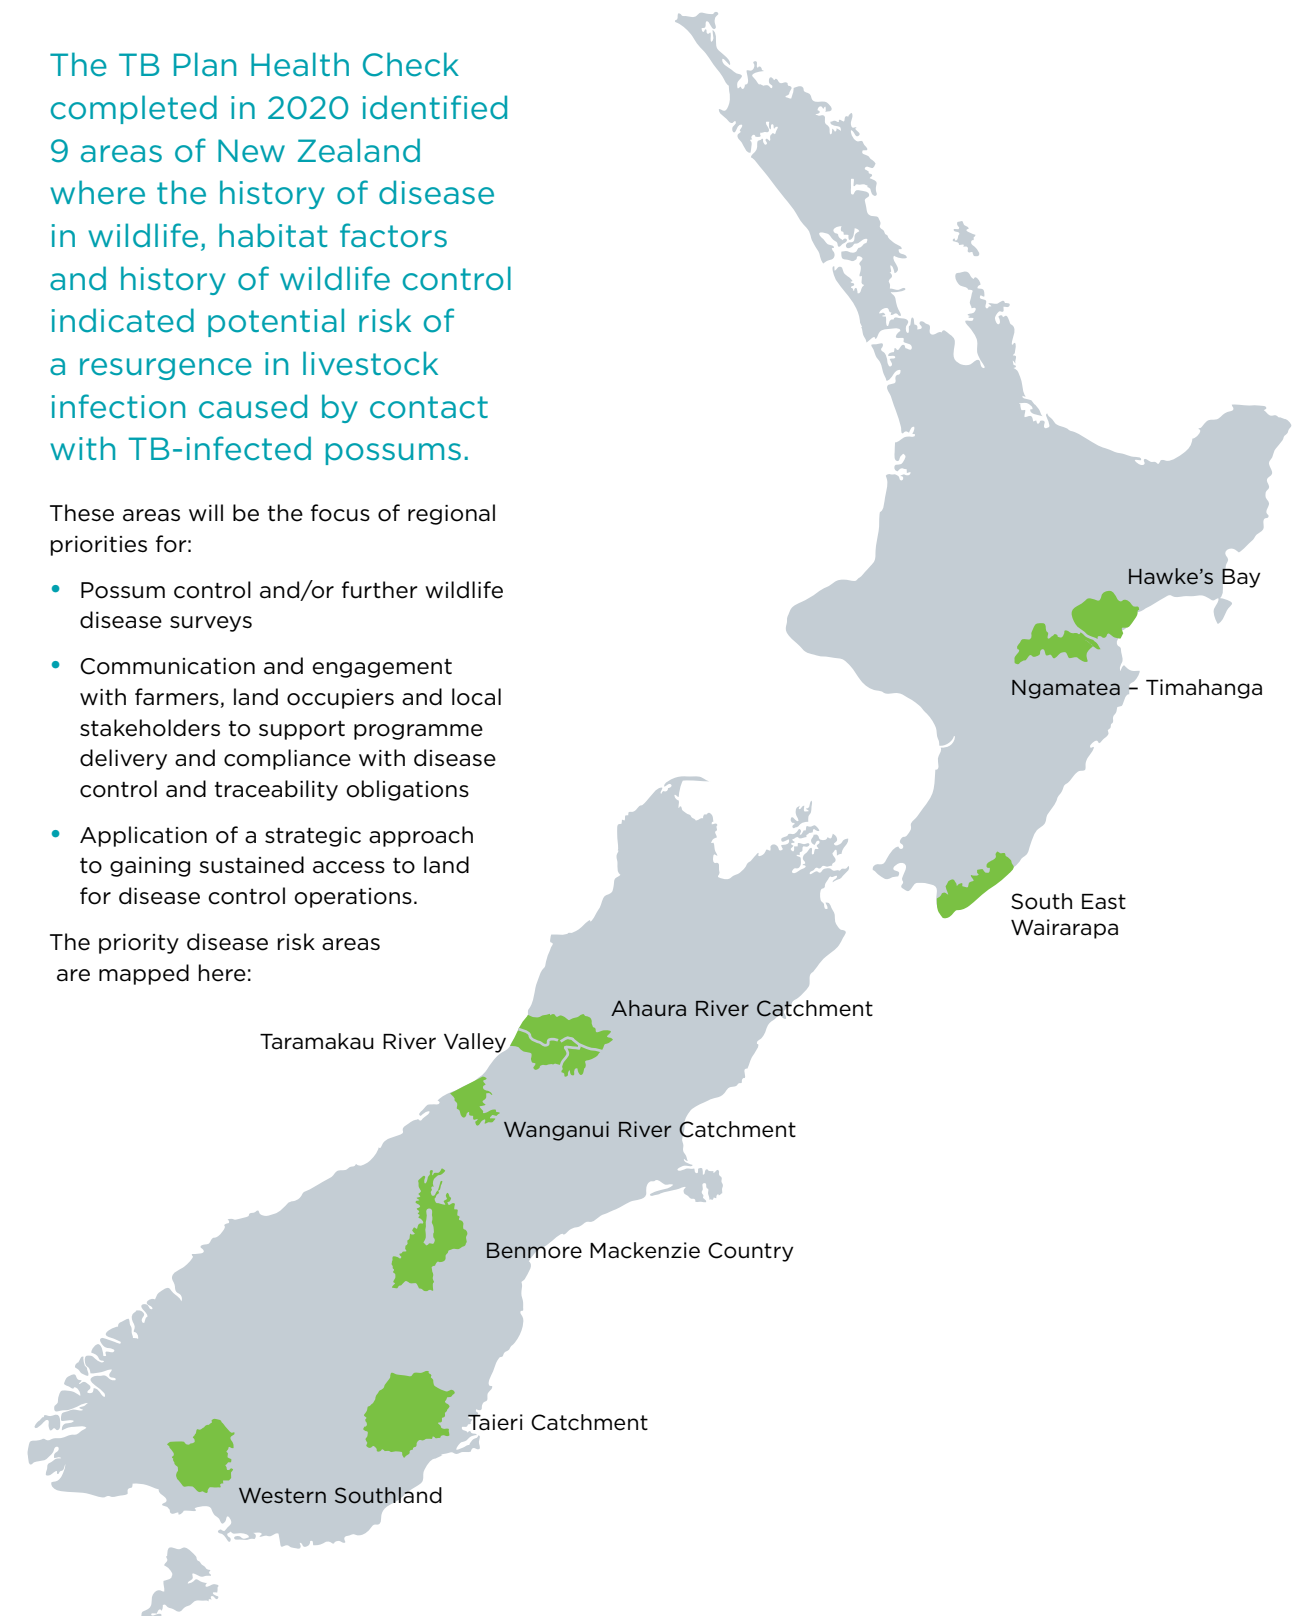 The TB Plan Health Check
completed in 2020 identified
9 areas of New Zealand
where the history of disease
in wildlife, habitat factors
and history of wildlife control
indicated potential risk of
a resurgence in livestock
infection caused by contact
with TB-infected possums.
These areas will be the focus of regional
priorities for:
• Possum control and/or further wildlife
disease surveys
• Communication and engagement
with farmers, land occupiers and local
stakeholders to support programme
delivery and compliance with disease
control and traceability obligations
• Application of a strategic approach
to gaining sustained access to land
for disease control operations.
The priority disease risk areas
are mapped here:
Hawke’s Bay
Ngamatea – Timahanga
South East
Wairarapa
Ahaura River Catchment
Taramakau River Valley
Wanganui River Catchment
Benmore Mackenzie Country
Taieri Catchment
Western Southland